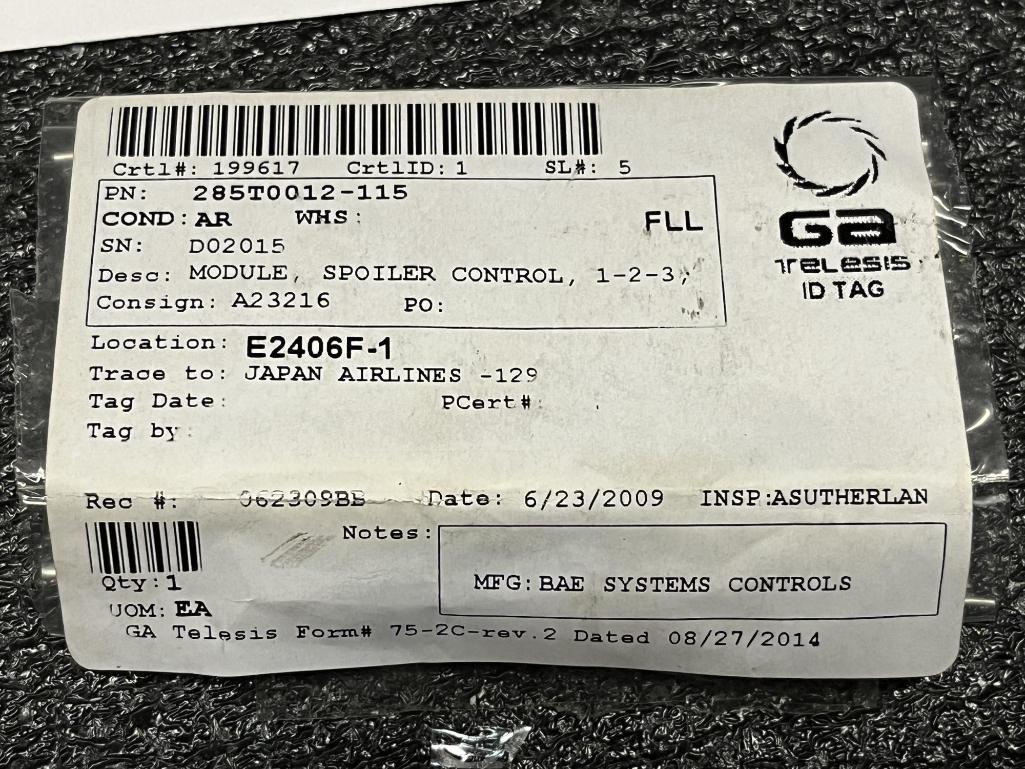 Crtl#: 199617 CrtlID: 1 SL#: 5
PN: 285T0012-115
COND: AR WHS: FLL
SN: D02015
Desc: MODULE, SPOILER CONTROL, 1-2-3,
Consign: A23216 PO:
GA
TELESIS
ID TAG
Location: E2406F-1
Trace to: JAPAN AIRLINES -129
Tag Date: PCert#:
Tag by:
Rec #: 062309BB Date: 6/23/2009 INSP:ASUTHERLAN
Notes:
MFG: BAE SYSTEMS CONTROLS
Qty: 1
UOM: EA
GA Telesis Form# 75-2C-rev.2 Dated 08/27/2014